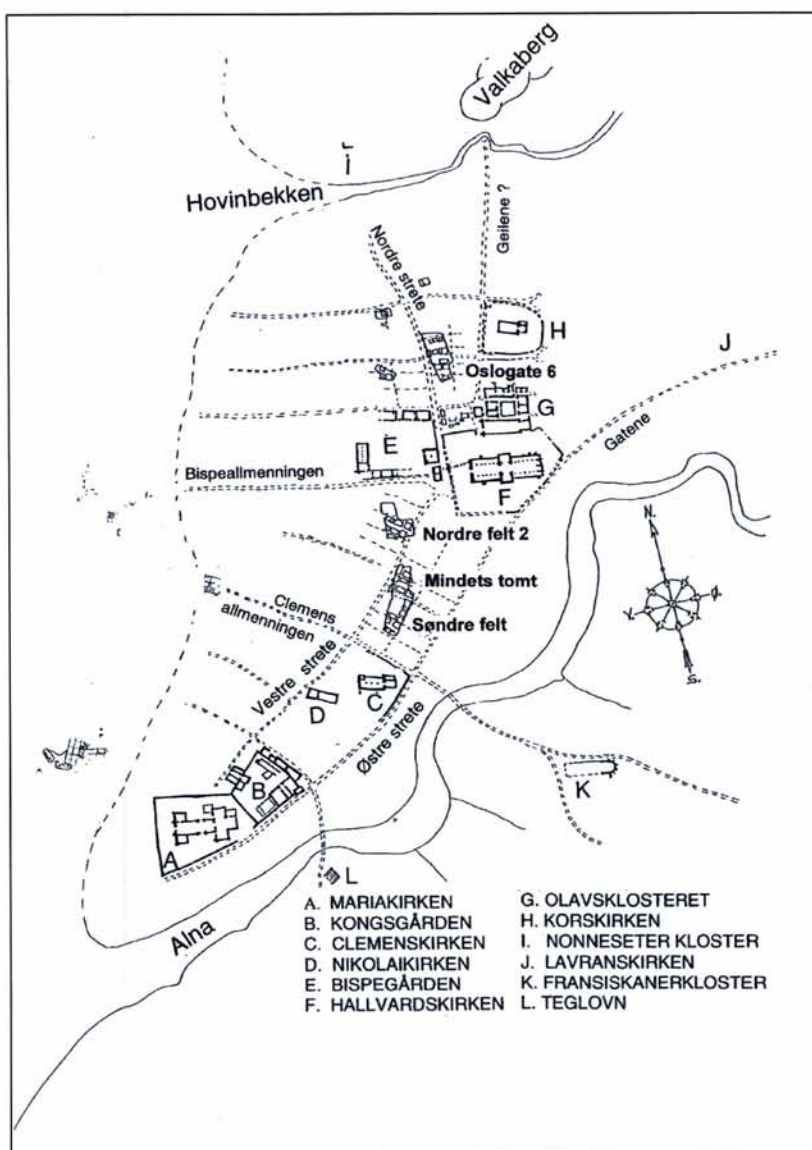 Valkaberg
I
Hovinbekken
Geilene ?
Nordre strete
H
J
Oslogate 6
G
Gatene
E
Bispeallmenningen
F
Nordre felt 2
N.
Mindets tomt
V.
Ø.
Clemens
allmenningen
Søndre felt
S.
Vestre strete
C
D
Østre strete
K
B
A
L
Alna
A. MARIAKIRKEN
B. KONGSGÅRDEN
C. CLEMENSKIRKEN
D. NIKOLAIKIRKEN
E. BISPEGÅRDEN
F. HALLVARDSKIRKEN
G. OLAVSKLOSTERET
H. KORSKIRKEN
I. NONNESETER KLOSTER
J. LAVRANSKIRKEN
K. FRANSISKANERKLOSTER
L. TEGLOVN